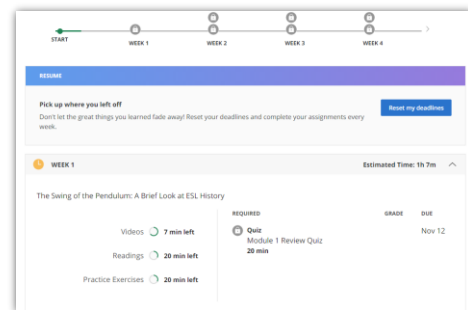 START
WEEK 1
WEEK 2
WEEK 3
WEEK 4
RESUME
Pick up where you left off
Don't let the great things you learned fade away! Reset your deadlines and complete your assignments every
week.
Reset my deadlines
WEEK 1
Estimated Time: 1h 7m
The Swing of the Pendulum: A Brief Look at ESL History
REQUIRED
GRADE
DUE
Videos 7 min left
Readings 20 min left
Practice Exercises 20 min left
Quiz
Module 1 Review Quiz
20 min
Nov 12